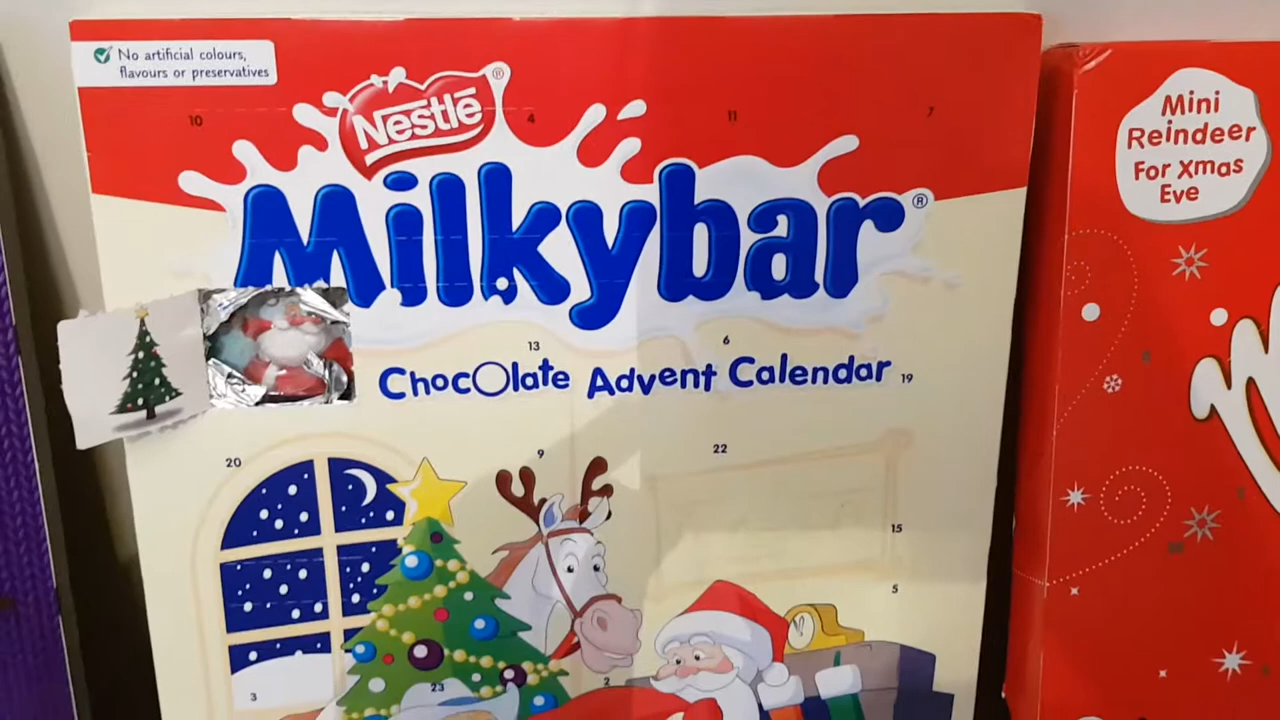 No artificial colours,
flavours or preservatives
Nestlé®
10
4
11
7
Milkybar®
13
6
Chocolate Advent Calendar
19
20
9
22
15
5
3
23
2
Mini
Reindeer
For Xmas
Eve